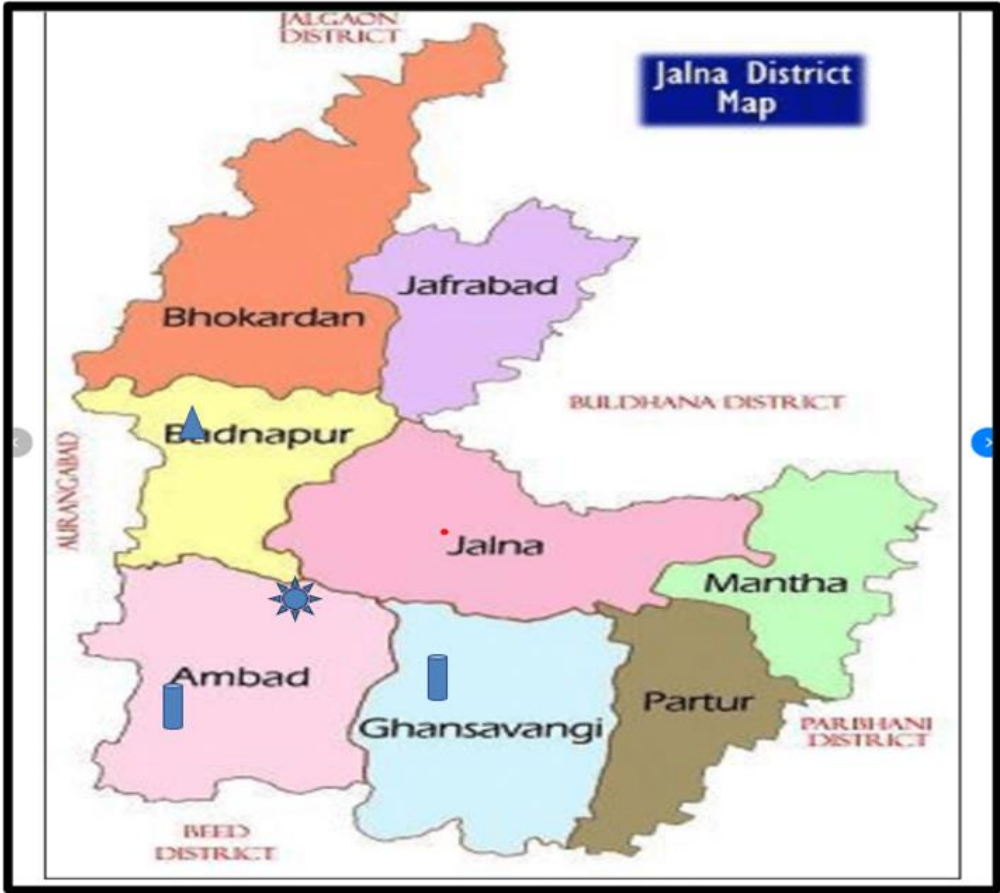 JALGAON
DISTRICT
Jalna District
Map
Jafrabad
Bhokardan
BULDHANA DISTRICT
Badnapur
AURANGABAD
Jalna
Mantha
Ambad
Partur
Ghansavangi
PARBHANI
DISTRICT
BEED
DISTRICT